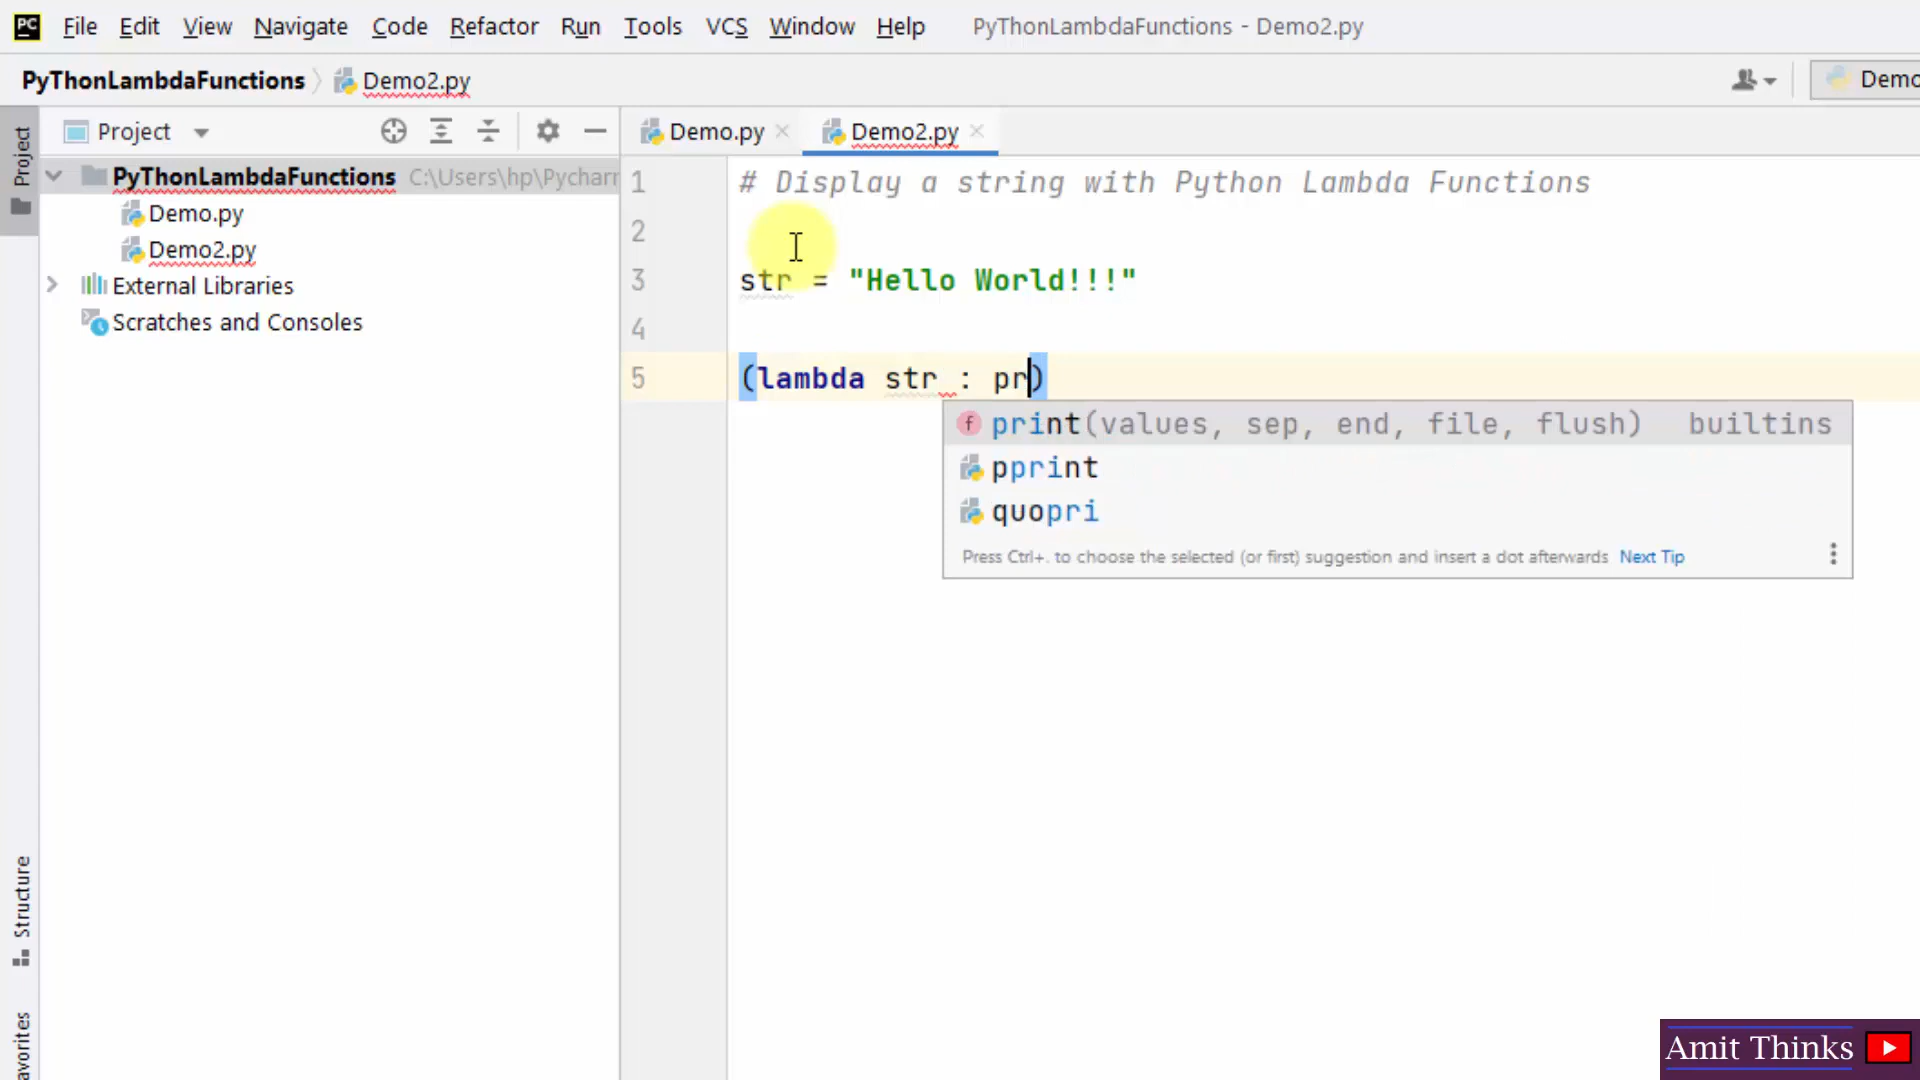 PC File Edit View Navigate Code Refactor Run Tools VCS Window Help PyThonLambdaFunctions - Demo2.py
PyThonLambdaFunctions Demo2.py Demo
Project
Project
Demo.py Demo2.py
PyThonLambdaFunctions C:\Users\hp\Pycharm
Demo.py
Demo2.py
External Libraries
Scratches and Consoles
1 # Display a string with Python Lambda Functions
2
3 str = "Hello World!!!"
4
5 (lambda str : pr)
f print(values, sep, end, file, flush) builtins
pprint
quopri
Press Ctrl+. to choose the selected (or first) suggestion and insert a dot afterwards Next Tip
Structure
avorites
Amit Thinks